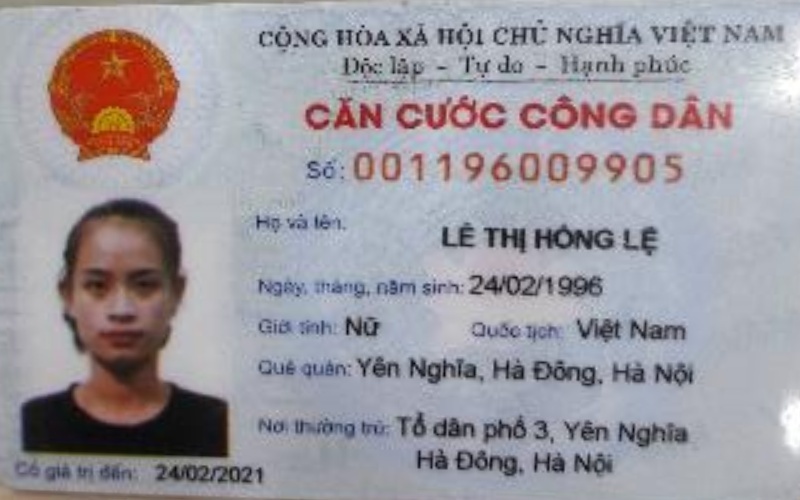 CỘNG HÒA XÃ HỘI CHỦ NGHĨA VIỆT NAM
Độc lập - Tự do - Hạnh phúc
CĂN CƯỚC CÔNG DÂN
Số: 001196009905
Họ và tên:
LÊ THỊ HỒNG LỆ
Ngày, tháng, năm sinh: 24/02/1996
Giới tính: Nữ Quốc tịch: Việt Nam
Quê quán: Yên Nghĩa, Hà Đông, Hà Nội
Nơi thường trú: Tổ dân phố 3, Yên Nghĩa
Hà Đông, Hà Nội
Có giá trị đến: 24/02/2021